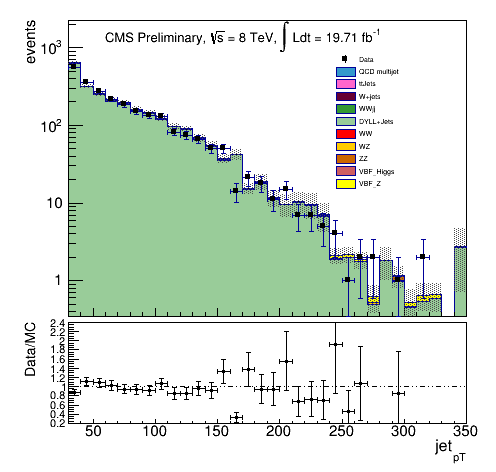 events
10³
10²
10
1
CMS Preliminary, √s = 8 TeV, ∫ Ldt = 19.71 fb⁻¹
Data
QCD multijet
ttJets
W+jets
WWjj
DYLL+Jets
WW
WZ
ZZ
VBF_Higgs
VBF_Z
Data/MC
2.4
2.2
2
1.8
1.6
1.4
1.2
1
0.8
0.6
0.4
0.2
50 100 150 200 250 300 350
jet_pT